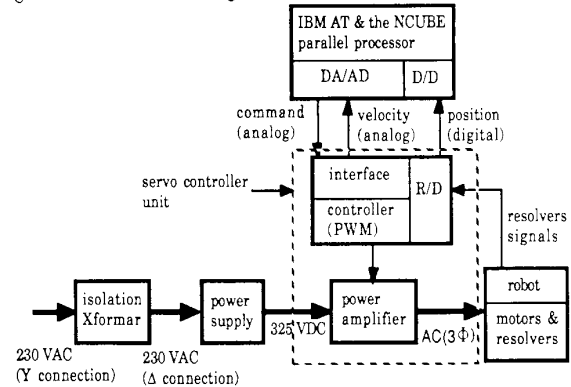 IBM AT & the NCUBE
parallel processor
DA/AD
D/D
command
(analog)
velocity
(analog)
position
(digital)
servo controller
unit
interface
controller
(PWM)
R/D
resolvers
signals
isolation
Xformar
power
supply
325 VDC
power
amplifier
AC(3Φ)
robot
motors &
resolvers
230 VAC
(Y connection)
230 VAC
(Δ connection)